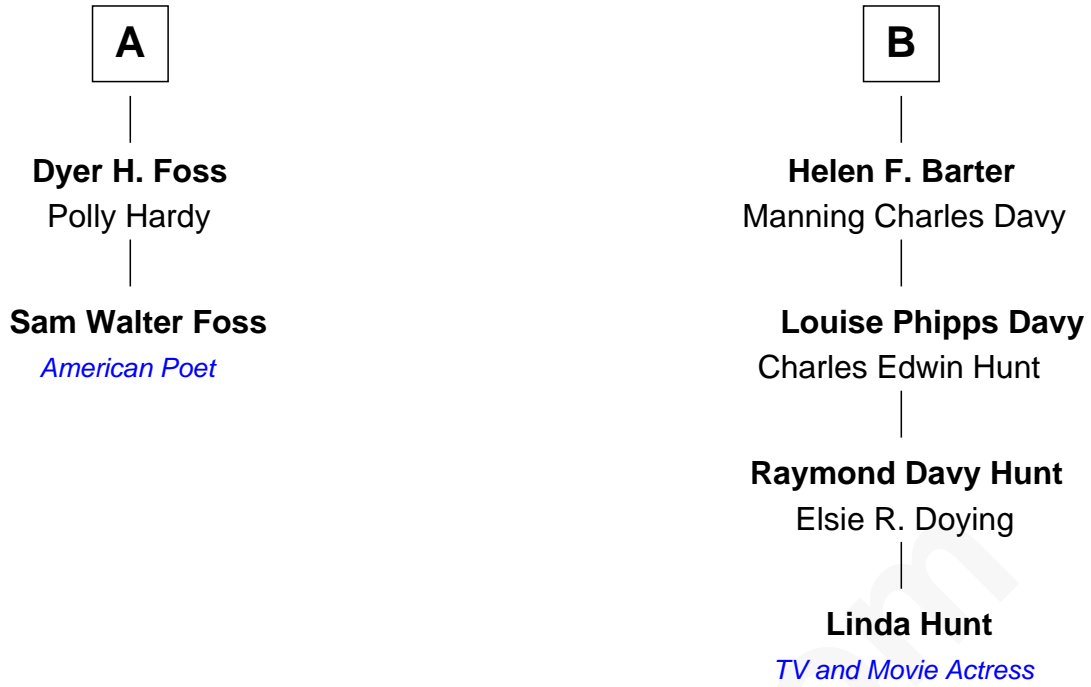 A
Dyer H. Foss
Polly Hardy
Sam Walter Foss
American Poet
B
Helen F. Barter
Manning Charles Davy
Louise Phipps Davy
Charles Edwin Hunt
Raymond Davy Hunt
Elsie R. Doying
Linda Hunt
TV and Movie Actress